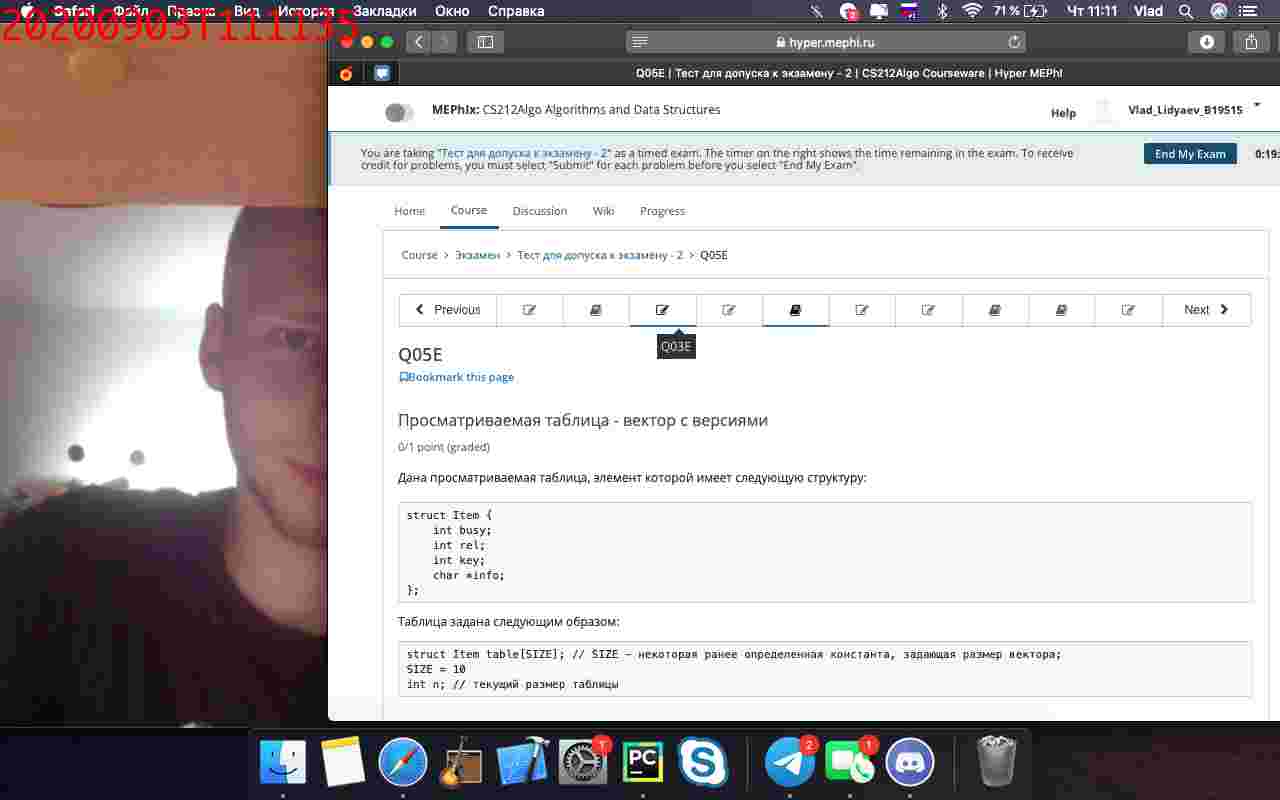 Safari Файл Правка Вид История Закладки Окно Справка 71 % Чт 11:11 Vlad
20200903T111135
hyper.mephi.ru
Q05E | Тест для допуска к экзамену - 2 | CS212Algo Courseware | Hyper MEPhI
MEPhIx: CS212Algo Algorithms and Data Structures
Help Vlad_Lidyaev_B19515
You are taking "Тест для допуска к экзамену - 2" as a timed exam. The timer on the right shows the time remaining in the exam. To receive
credit for problems, you must select "Submit" for each problem before you select "End My Exam".
End My Exam 0:19:
Home Course Discussion Wiki Progress
Course > Экзамен > Тест для допуска к экзамену - 2 > Q05E
Previous Next
Q03E
Q05E
Bookmark this page
Просматриваемая таблица - вектор с версиями
0/1 point (graded)
Дана просматриваемая таблица, элемент которой имеет следующую структуру:
struct Item {
int busy;
int rel;
int key;
char *info;
};
Таблица задана следующим образом:
struct Item table[SIZE]; // SIZE – некоторая ранее определенная константа, задающая размер вектора;
SIZE = 10
int n; // текущий размер таблицы
1 PC 2 1